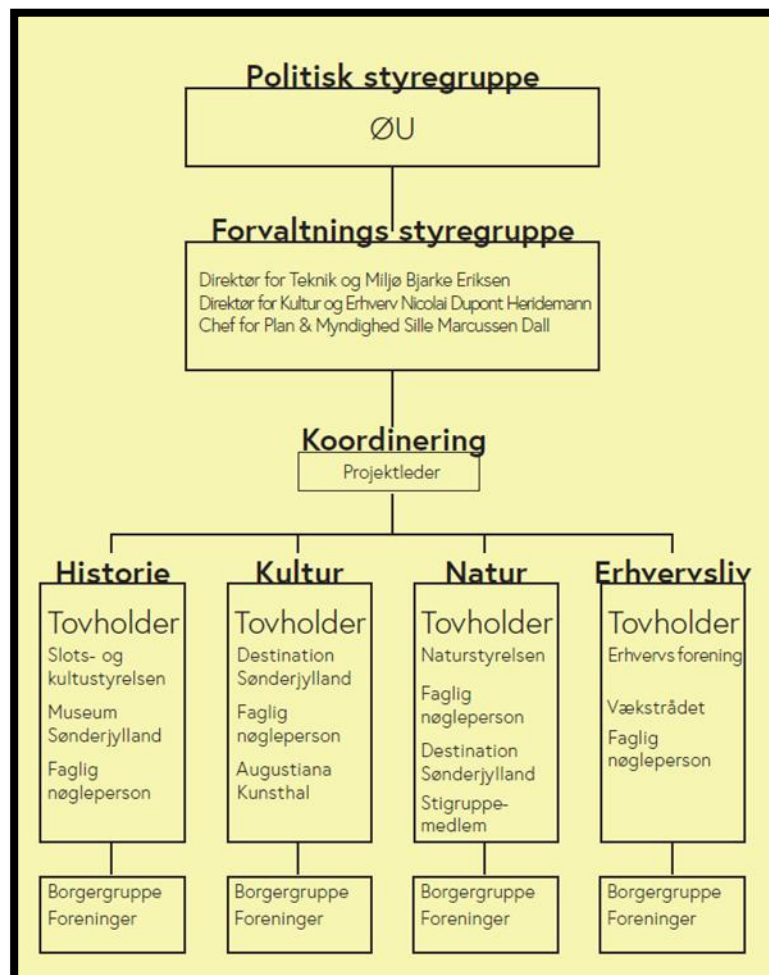 Politisk styregruppe
ØU
Forvaltnings styregruppe
Direktør for Teknik og Miljø Bjarke Eriksen
Direktør for Kultur og Erhverv Nicolai Dupont Heridemann
Chef for Plan & Myndighed Sille Marcussen Dall
Koordinering
Projektleder
Historie
Tovholder
Slots- og
kultustyrelsen
Museum
Sønderjylland
Faglig
nøgleperson
Borgergruppe
Foreninger
Kultur
Tovholder
Destination
Sønderjylland
Faglig
nøgleperson
Augustiana
Kunsthal
Borgergruppe
Foreninger
Natur
Tovholder
Naturstyrelsen
Faglig
nøgleperson
Destination
Sønderjylland
Stigruppe-
medlem
Borgergruppe
Foreninger
Erhvervsliv
Tovholder
Erhvervs forening
Vækstrådet
Faglig
nøgleperson
Borgergruppe
Foreninger